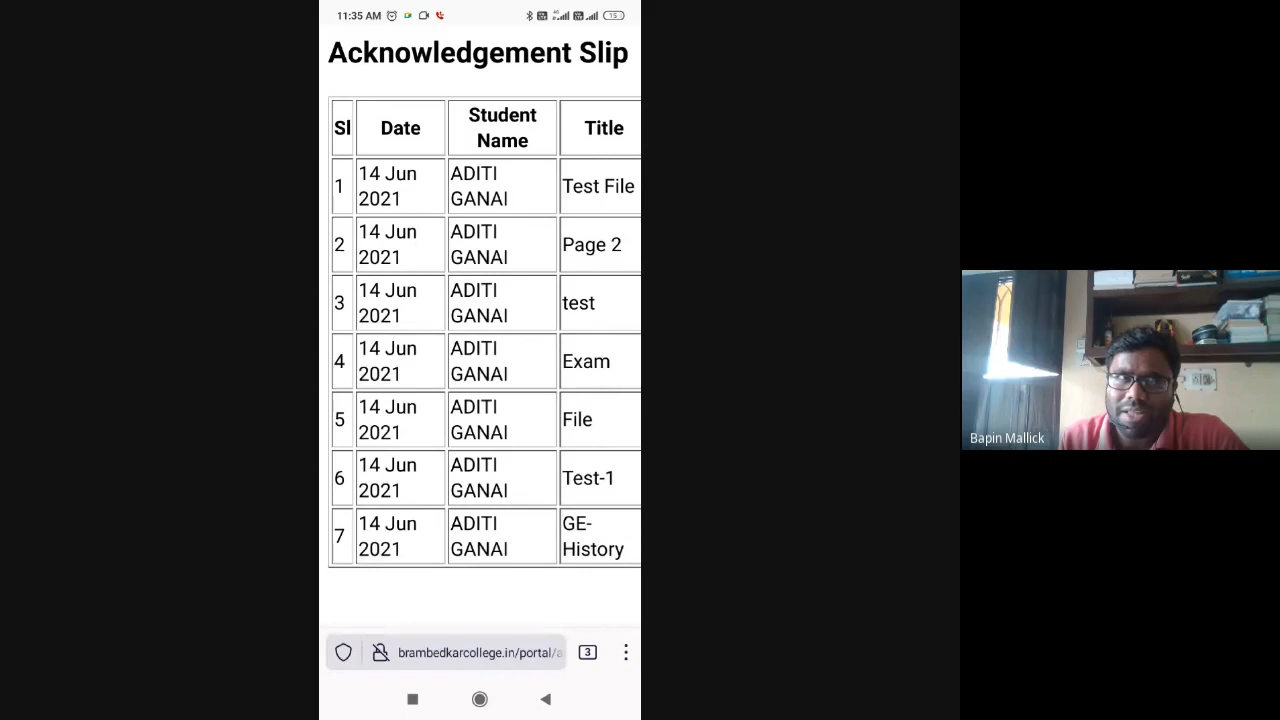 11:35 AM
15
Acknowledgement Slip
Sl Date Student Name Title
1 14 Jun 2021 ADITI GANAI Test File
2 14 Jun 2021 ADITI GANAI Page 2
3 14 Jun 2021 ADITI GANAI test
4 14 Jun 2021 ADITI GANAI Exam
5 14 Jun 2021 ADITI GANAI File
6 14 Jun 2021 ADITI GANAI Test-1
7 14 Jun 2021 ADITI GANAI GE-History
brambedkarcollege.in/portal/a
3
Bapin Mallick